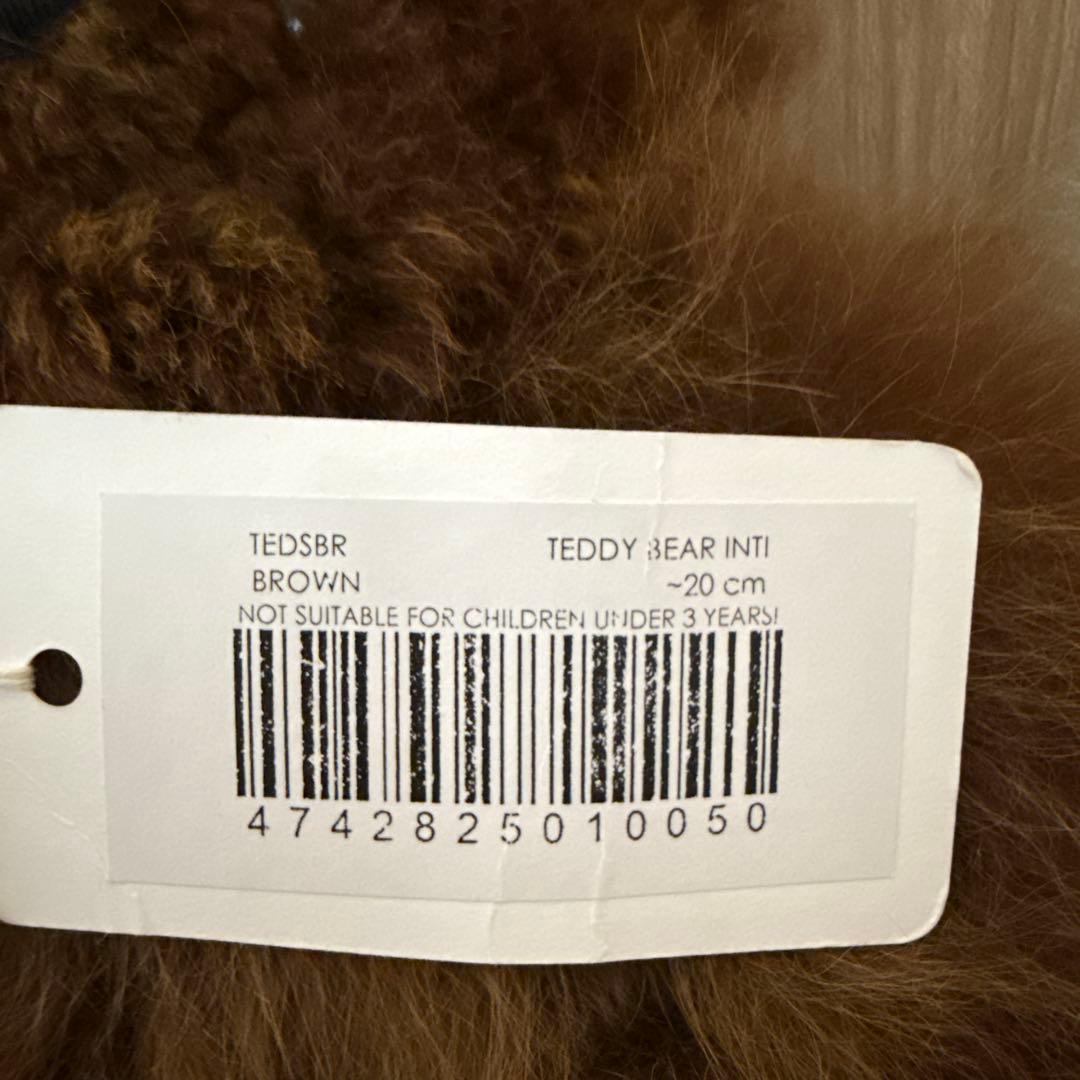 TEDSBR TEDDY BEAR INTI
BROWN ~20 cm
NOT SUITABLE FOR CHILDREN UNDER 3 YEARS!
4742825010050